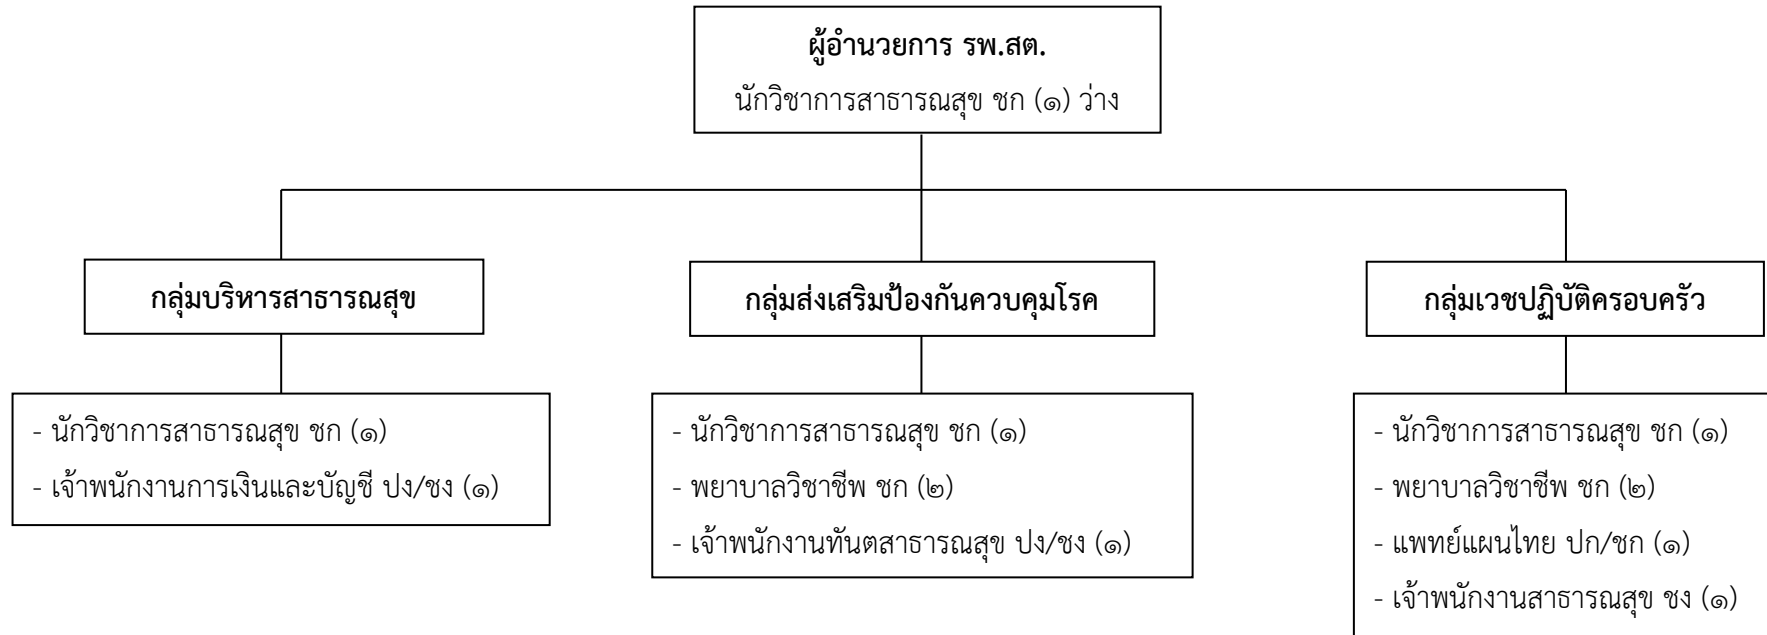 ผู้อำนวยการ รพ.สต.
นักวิชาการสาธารณสุข ชก (๑) ว่าง
กลุ่มบริหารสาธารณสุข
- นักวิชาการสาธารณสุข ชก (๑)
- เจ้าพนักงานการเงินและบัญชี ปง/ชง (๑)
กลุ่มส่งเสริมป้องกันควบคุมโรค
- นักวิชาการสาธารณสุข ชก (๑)
- พยาบาลวิชาชีพ ชก (๒)
- เจ้าพนักงานทันตสาธารณสุข ปง/ชง (๑)
กลุ่มเวชปฏิบัติครอบครัว
- นักวิชาการสาธารณสุข ชก (๑)
- พยาบาลวิชาชีพ ชก (๒)
- แพทย์แผนไทย ปก/ชก (๑)
- เจ้าพนักงานสาธารณสุข ชง (๑)